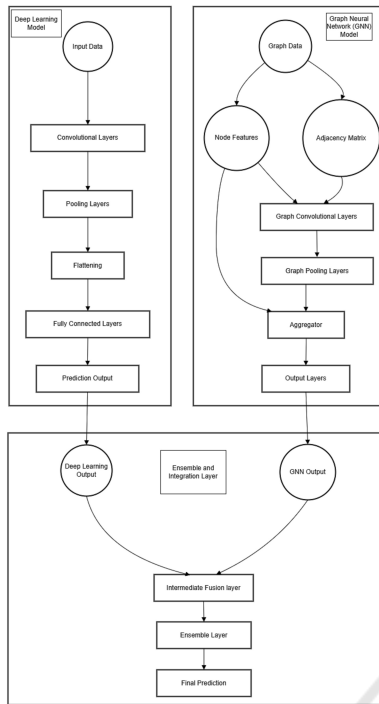 Deep Learning
Model
Input Data
Convolutional Layers
Pooling Layers
Flattening
Fully Connected Layers
Prediction Output
Graph Neural
Network (GNN)
Model
Graph Data
Node Features
Adjacency Matrix
Graph Convolutional Layers
Graph Pooling Layers
Aggregator
Output Layers
Deep Learning
Output
Ensemble and
Integration Layer
GNN Output
Intermediate Fusion layer
Ensemble Layer
Final Prediction